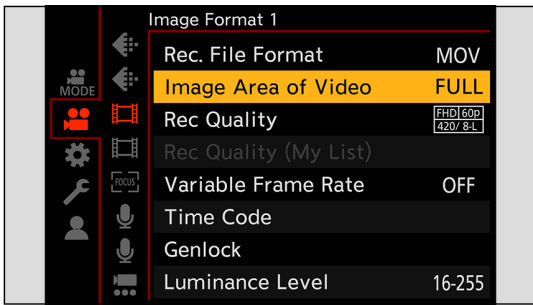 Image Format 1
Rec. File Format MOV
MODE
Image Area of Video FULL
Rec Quality FHD 60p
420/ 8-L
Rec Quality (My List)
FOCUS
Variable Frame Rate OFF
Time Code
Genlock
Luminance Level 16-255